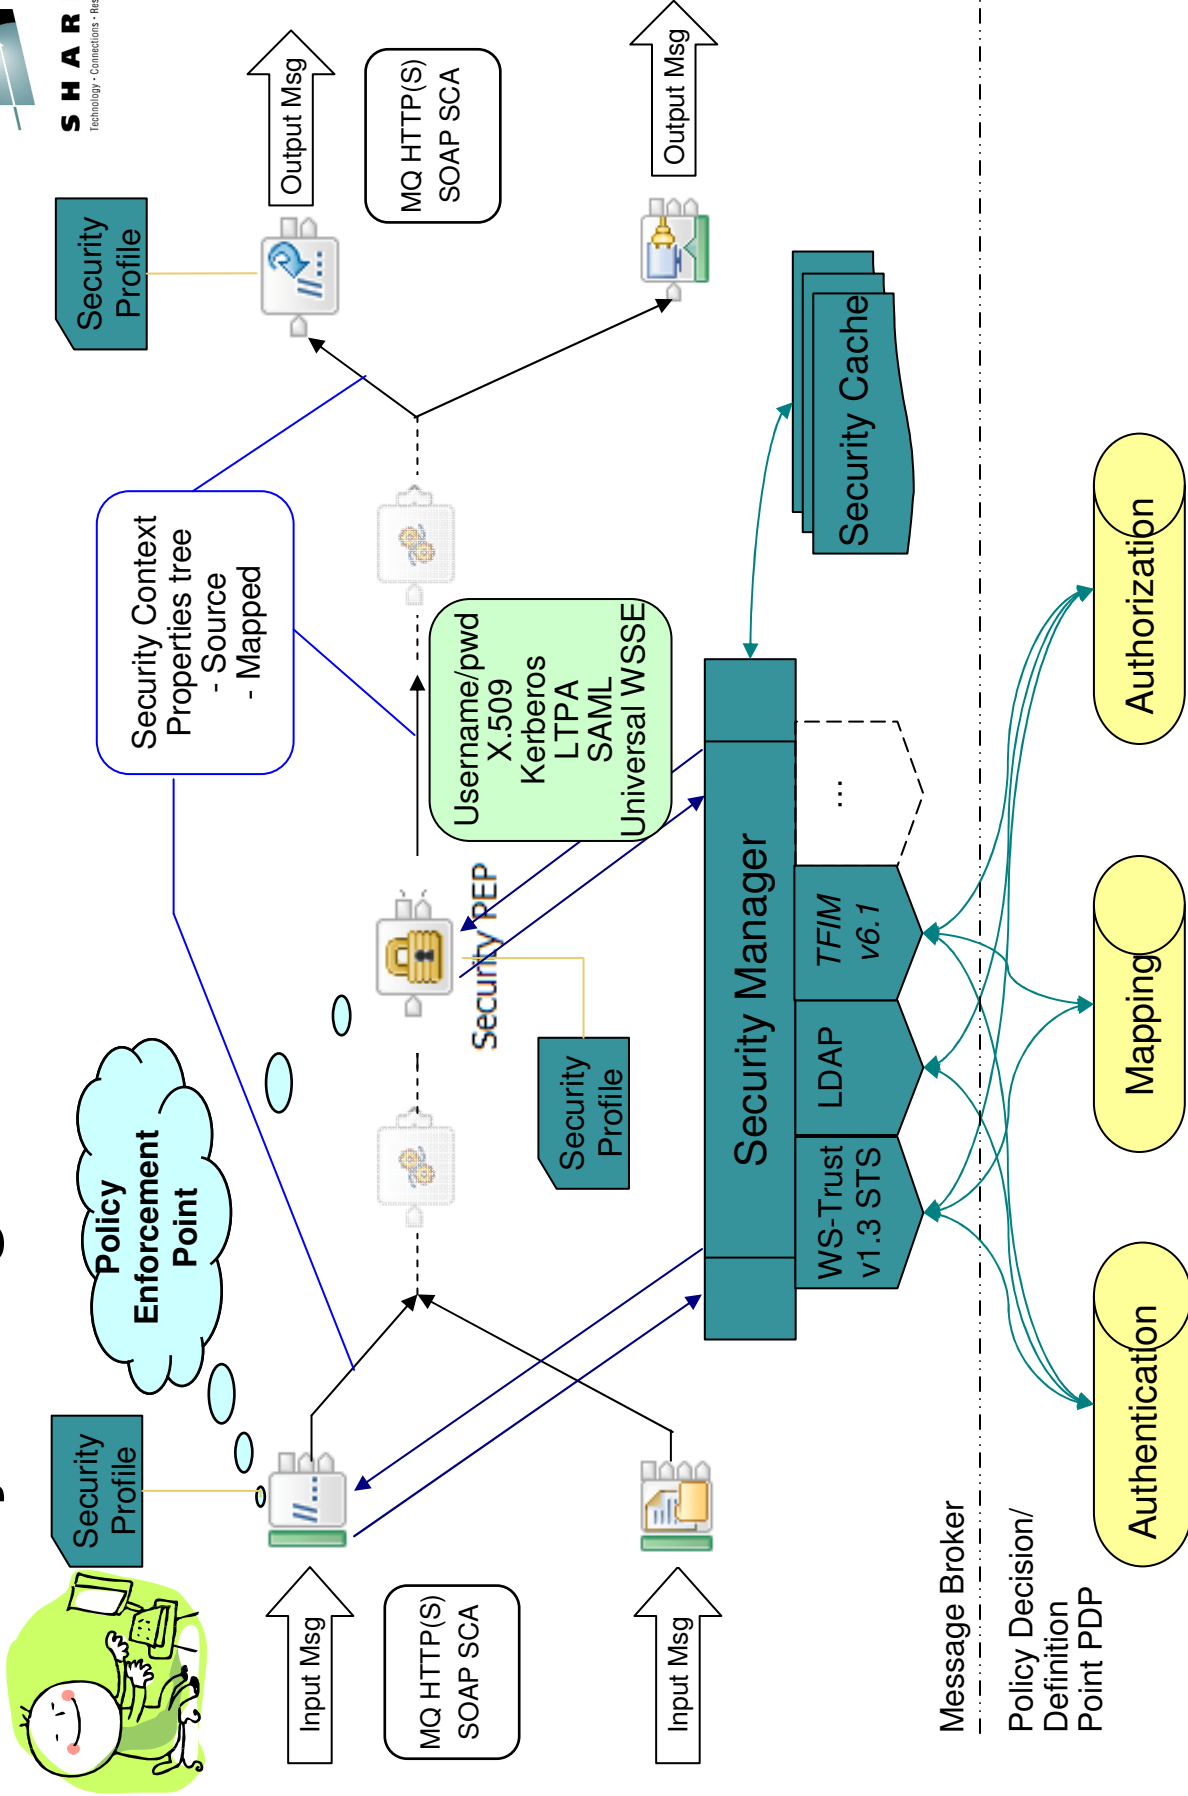 SHAR
Technology · Connections · Res
Security
Profile
Policy
Enforcement
Point
Security Context
Properties tree
- Source
- Mapped
Security
Profile
Input Msg
MQ HTTP(S)
SOAP SCA
Input Msg
Security PEP
Security
Profile
Username/pwd
X.509
Kerberos
LTPA
SAML
Universal WSSE
Output Msg
MQ HTTP(S)
SOAP SCA
Output Msg
Security Manager
WS-Trust
v1.3 STS
LDAP
TFIM
v6.1
...
Security Cache
Message Broker
Policy Decision/
Definition
Point PDP
Authentication
Mapping
Authorization